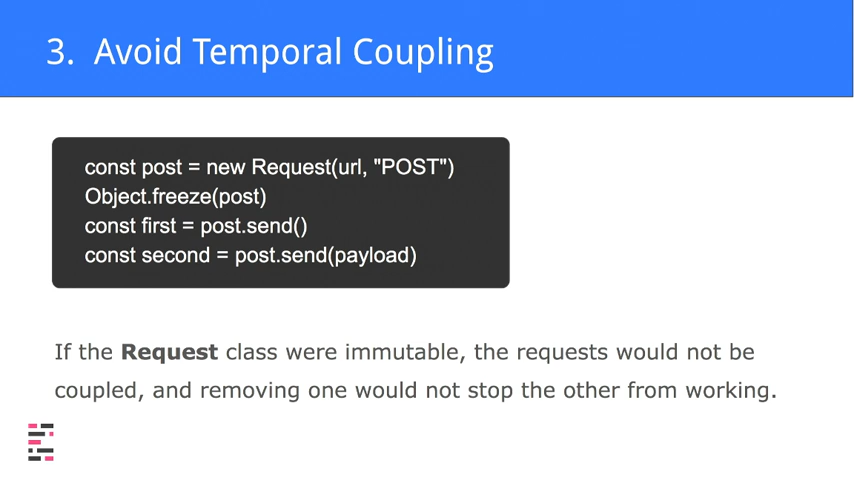 3. Avoid Temporal Coupling
const post = new Request(url, "POST")
Object.freeze(post)
const first = post.send()
const second = post.send(payload)
If the Request class were immutable, the requests would not be
coupled, and removing one would not stop the other from working.